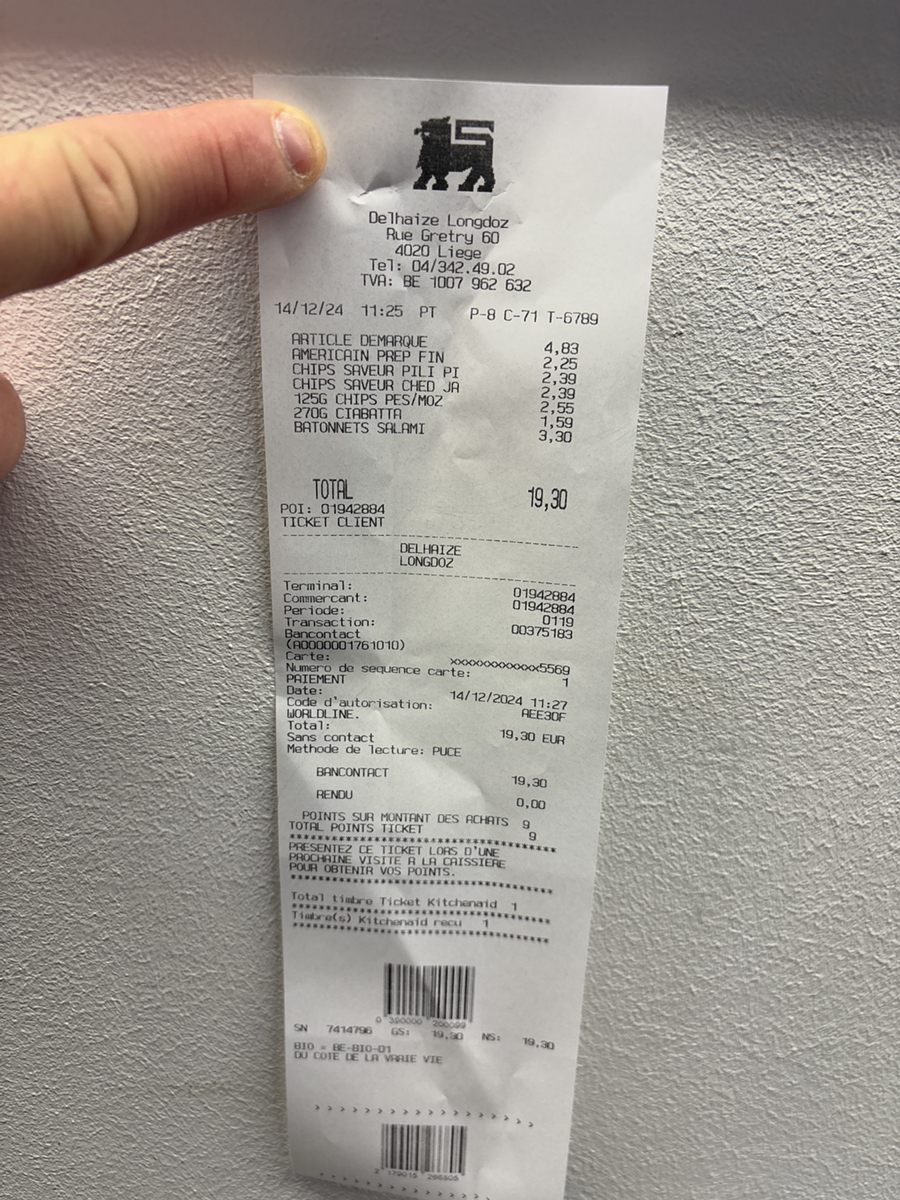 Delhaize Longdoz
Rue Gretry 60
4020 Liege
Tel: 04/342.49.02
TVA: BE 1007 962 632
14/12/24 11:25 PT P-8 C-71 T-6789
ARTICLE DEMARQUE 4,83
AMERICAIN PREP FIN 2,25
CHIPS SAVEUR PILI PI 2,39
CHIPS SAVEUR CHED JA 2,39
125G CHIPS PES/MOZ 2,55
270G CIABATTA 1,59
BATONNETS SALAMI 3,30
TOTAL 19,30
POI: 01942884
TICKET CLIENT
DELHAIZE
LONGDOZ
Terminal: 01942884
Commercant: 01942884
Periode: 0119
Transaction: 00375183
Bancontact
(A0000001761010)
Carte: xxxxxxxxxxxxx5569
Numero de sequence carte: 1
PAIEMENT
Date: 14/12/2024 11:27
Code d'autorisation: AEE30F
WORLDLINE.
Total: 19,30 EUR
Sans contact
Methode de lecture: PUCE
BANCONTACT 19,30
RENDU 0,00
POINTS SUR MONTANT DES ACHATS 9
TOTAL POINTS TICKET 9
********************************
PRESENTEZ CE TICKET LORS D'UNE
PROCHAINE VISITE A LA CAISSIERE
POUR OBTENIR VOS POINTS.
********************************
Total timbre Ticket Kitchenaid 1
********************************
Timbre(s) Kitchenaid recu 1
********************************
SN 7414796 GS: 19,30 NS: 19,30
BIO = BE-BIO-01
DU COTE DE LA VRAIE VIE
> > > > > > > > > > > > > > > >